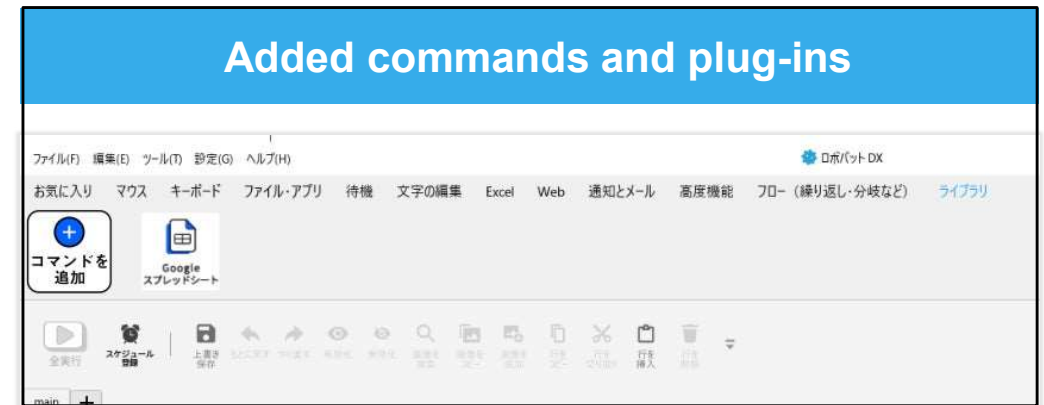 Added commands and plug-ins
ファイル(F) 編集(E) ツール(T) 設定(G) ヘルプ(H)
ロボパットDX
お気に入り マウス キーボード ファイル・アプリ 待機 文字の編集 Excel Web 通知とメール 高度機能 フロー（繰り返し・分岐など） ライブラリ
コマンドを
追加
Google
スプレッドシート
全実行
スケジュール
登録
上書き
保存
行を
挿入
main